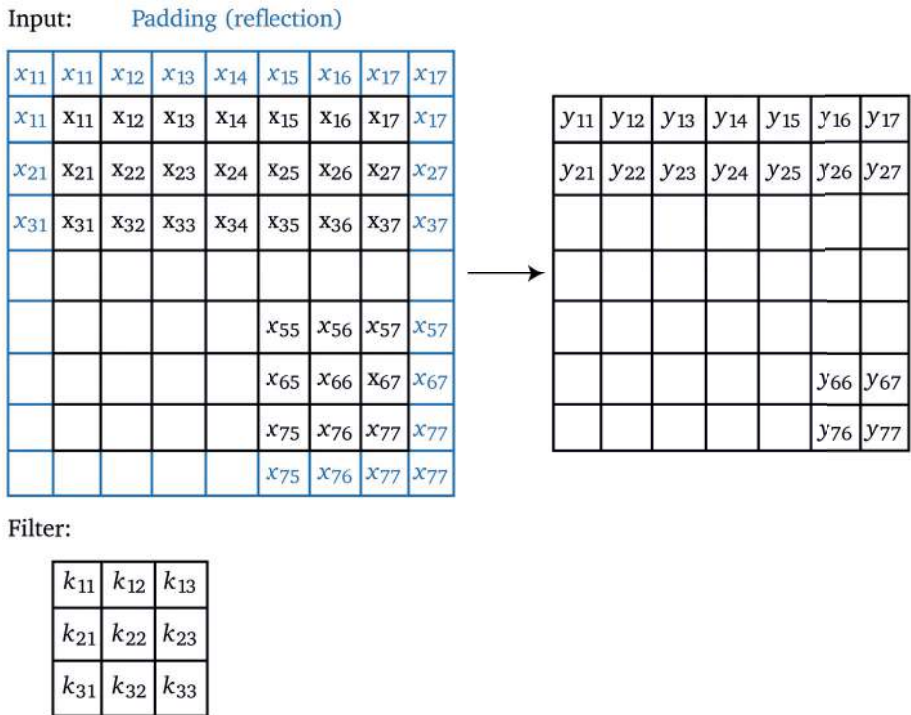 Input: Padding (reflection)
x11 x11 x12 x13 x14 x15 x16 x17 x17
x11 x11 x12 x13 x14 x15 x16 x17 x17
x21 x21 x22 x23 x24 x25 x26 x27 x27
x31 x31 x32 x33 x34 x35 x36 x37 x37
x55 x56 x57 x57
x65 x66 x67 x67
x75 x76 x77 x77
x75 x76 x77 x77
y11 y12 y13 y14 y15 y16 y17
y21 y22 y23 y24 y25 y26 y27
y66 y67
y76 y77
Filter:
k11 k12 k13
k21 k22 k23
k31 k32 k33